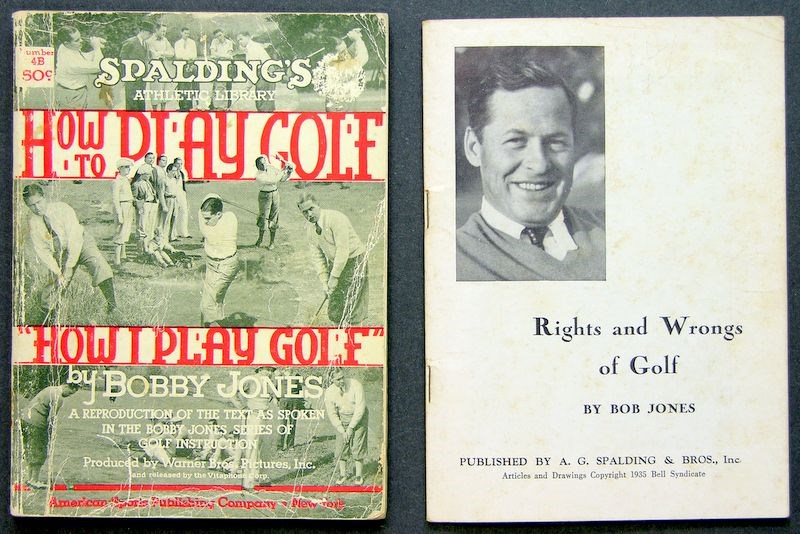 Number
4B
50¢
SPALDING'S
ATHLETIC LIBRARY
HOW
TO PLAY GOLF
"HOW I PLAY GOLF"
by BOBBY JONES
A REPRODUCTION OF THE TEXT AS SPOKEN
IN THE BOBBY JONES SERIES OF
GOLF INSTRUCTION
Produced by Warner Bros. Pictures, Inc.
and released by the Vitaphone Corp.
American Sports Publishing Company - New York
Rights and Wrongs
of Golf
BY BOB JONES
PUBLISHED BY A. G. SPALDING & BROS., Inc.
Articles and Drawings Copyright 1935 Bell Syndicate